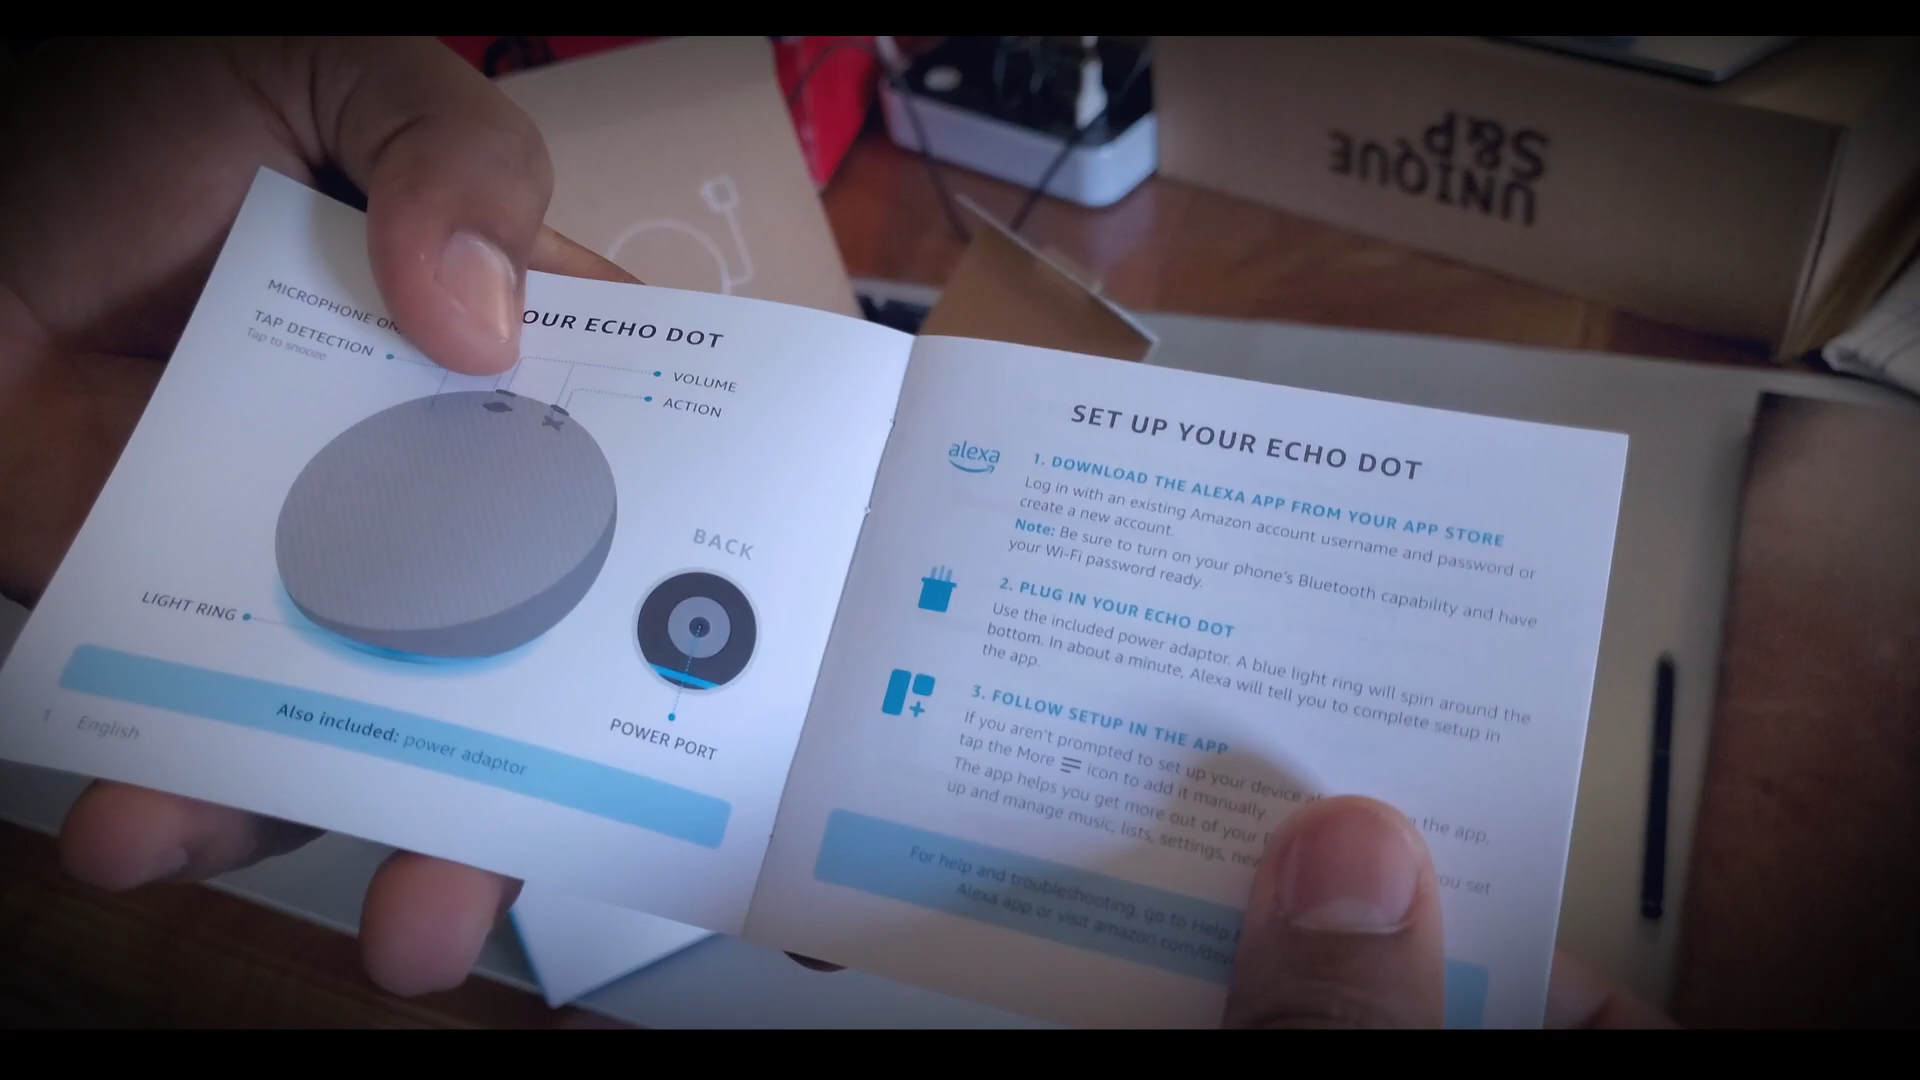 UNIQUE
S&P
OUR ECHO DOT
MICROPHONE
TAP DETECTION
Tap to snooze
VOLUME
ACTION
BACK
LIGHT RING
POWER PORT
Also included: power adaptor
1 English
SET UP YOUR ECHO DOT
alexa
1. DOWNLOAD THE ALEXA APP FROM YOUR APP STORE
Log in with an existing Amazon account username and password or
create a new account.
Note: Be sure to turn on your phone's Bluetooth capability and have
your Wi-Fi password ready.
2. PLUG IN YOUR ECHO DOT
Use the included power adaptor. A blue light ring will spin around the
bottom. In about a minute, Alexa will tell you to complete setup in
the app.
3. FOLLOW SETUP IN THE APP
If you aren't prompted to set up your device the app,
tap the More icon to add it manually
The app helps you get more out of your
up and manage music, lists, settings, new ou set
For help and troubleshooting, go to Help
Alexa app or visit amazon.com/dev